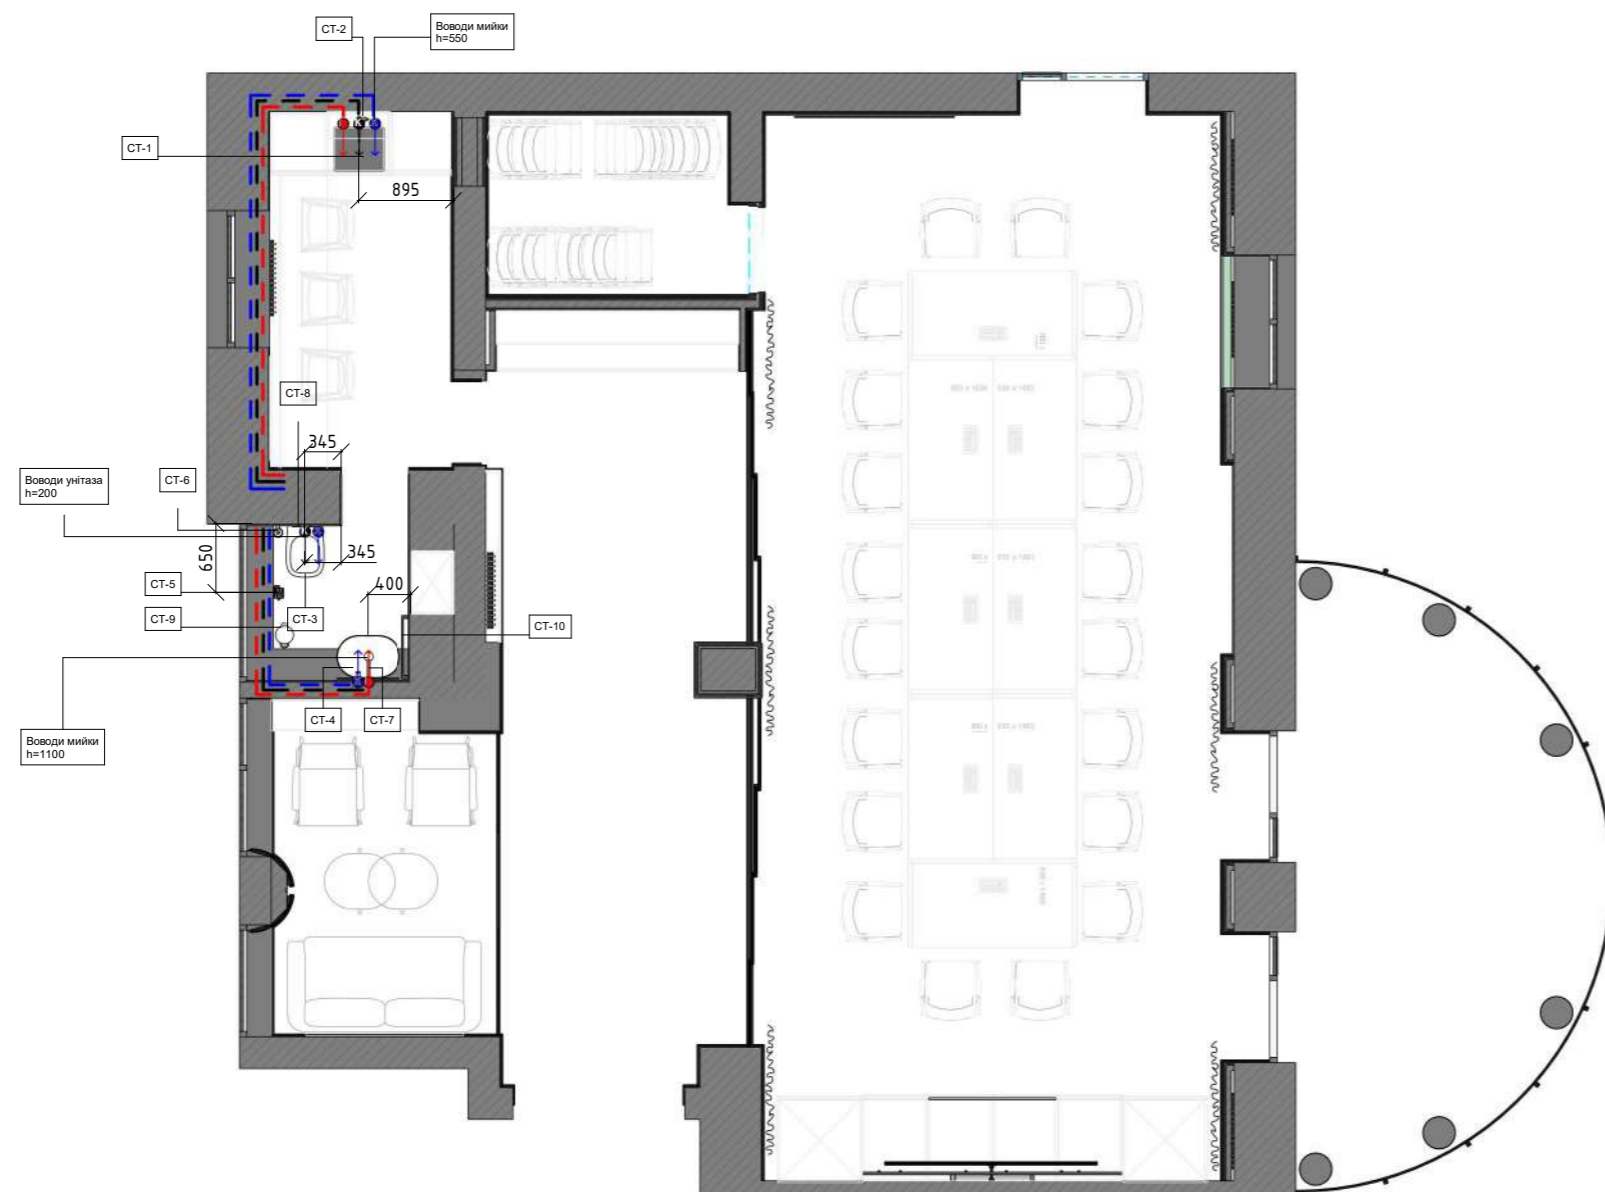 СТ-2
Воводи мийки
h=550
СТ-1
895
СТ-8
345
Воводи унітаза
h=200
СТ-6
650
345
СТ-5
400
СТ-9
СТ-3
СТ-10
СТ-4
СТ-7
Воводи мийки
h=1100